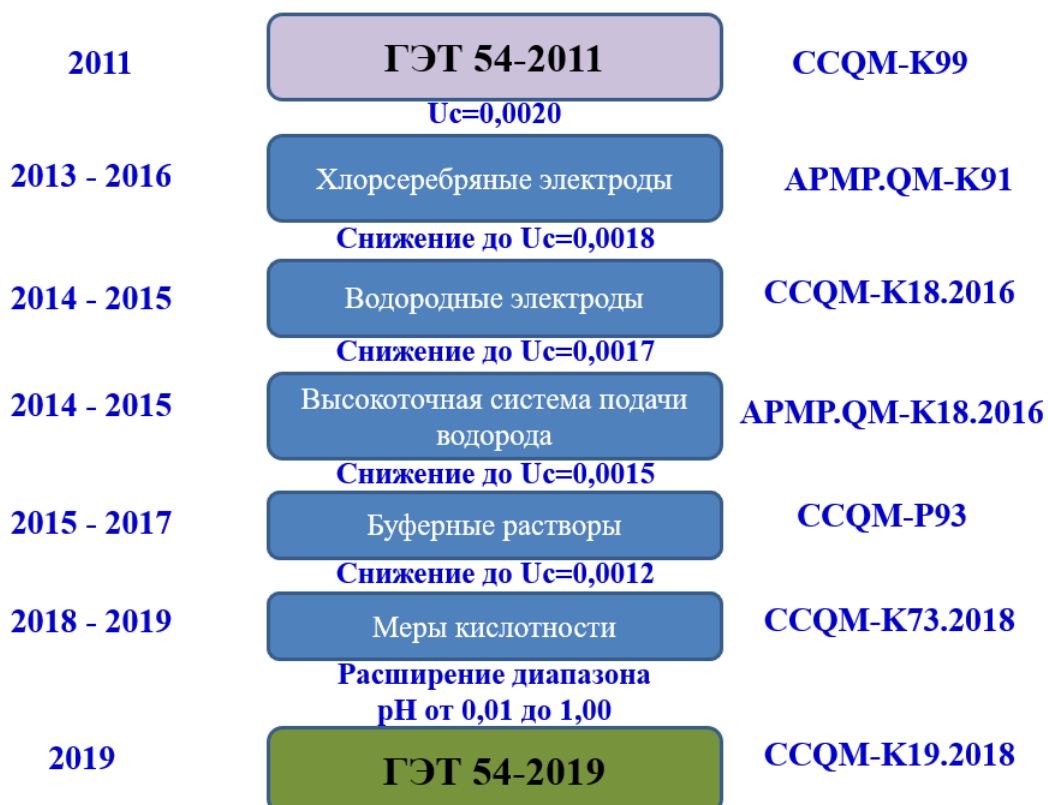 2011
ГЭТ 54-2011
CCQM-K99
Uc=0,0020
2013 - 2016
Хлорсеребряные электроды
APMP.QM-K91
Снижение до Uc=0,0018
2014 - 2015
Водородные электроды
CCQM-K18.2016
Снижение до Uc=0,0017
2014 - 2015
Высокоточная система подачи
водорода
APMP.QM-K18.2016
Снижение до Uc=0,0015
2015 - 2017
Буферные растворы
CCQM-P93
Снижение до Uc=0,0012
2018 - 2019
Меры кислотности
CCQM-K73.2018
Расширение диапазона
pH от 0,01 до 1,00
2019
ГЭТ 54-2019
CCQM-K19.2018